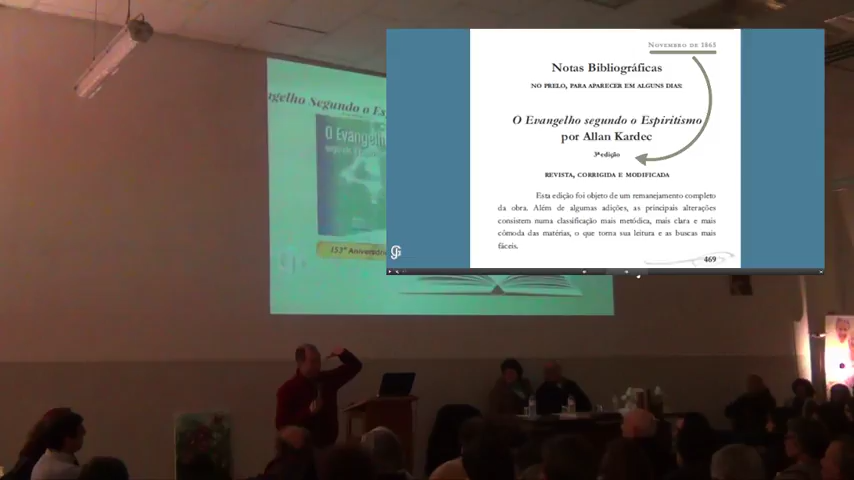 Novembro de 1865
Notas Bibliográficas
NO PRELO, PARA APARECER EM ALGUNS DIAS:
O Evangelho segundo o Espiritismo
por Allan Kardec
3ª edição
REVISTA, CORRIGIDA E MODIFICADA
Esta edição foi objeto de um remanejamento completo
da obra. Além de algumas adições, as principais alterações
consistem numa classificação mais metódica, mais clara e mais
cômoda das matérias, o que torna sua leitura e as buscas mais
fáceis.
469
ngelho Segundo o Es
O Evangelh
153º Aniversári